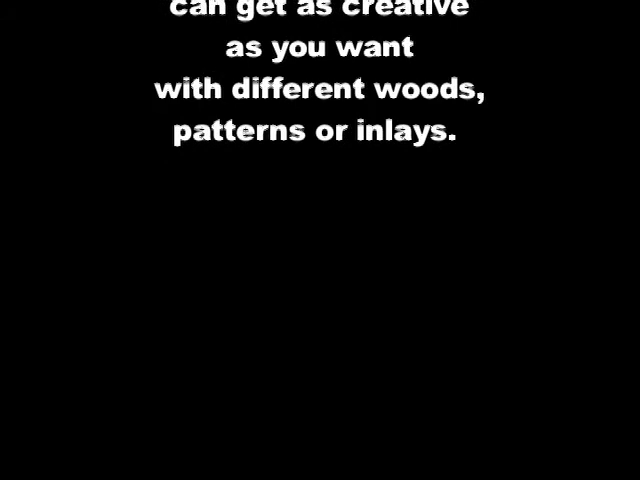 can get as creative
as you want
with different woods,
patterns or inlays.